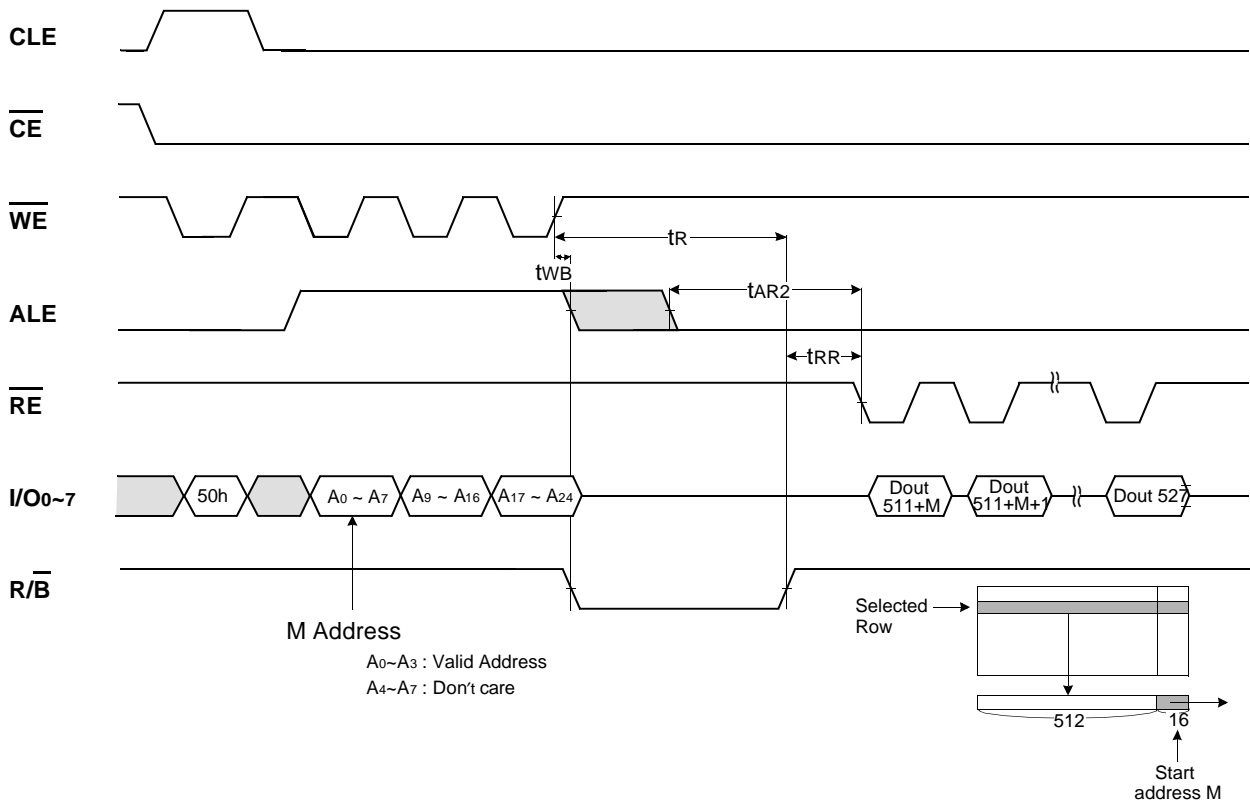 CLE
CE
WE
tR
tWB
tAR2
ALE
tRR
RE
I/O0~7
50h
A0 ~ A7
A9 ~ A16
A17 ~ A24
Dout
511+M
Dout
511+M+1
Dout 527
R/B
M Address
A0~A3 : Valid Address
A4~A7 : Don't care
Selected
Row
512
16
Start
address M